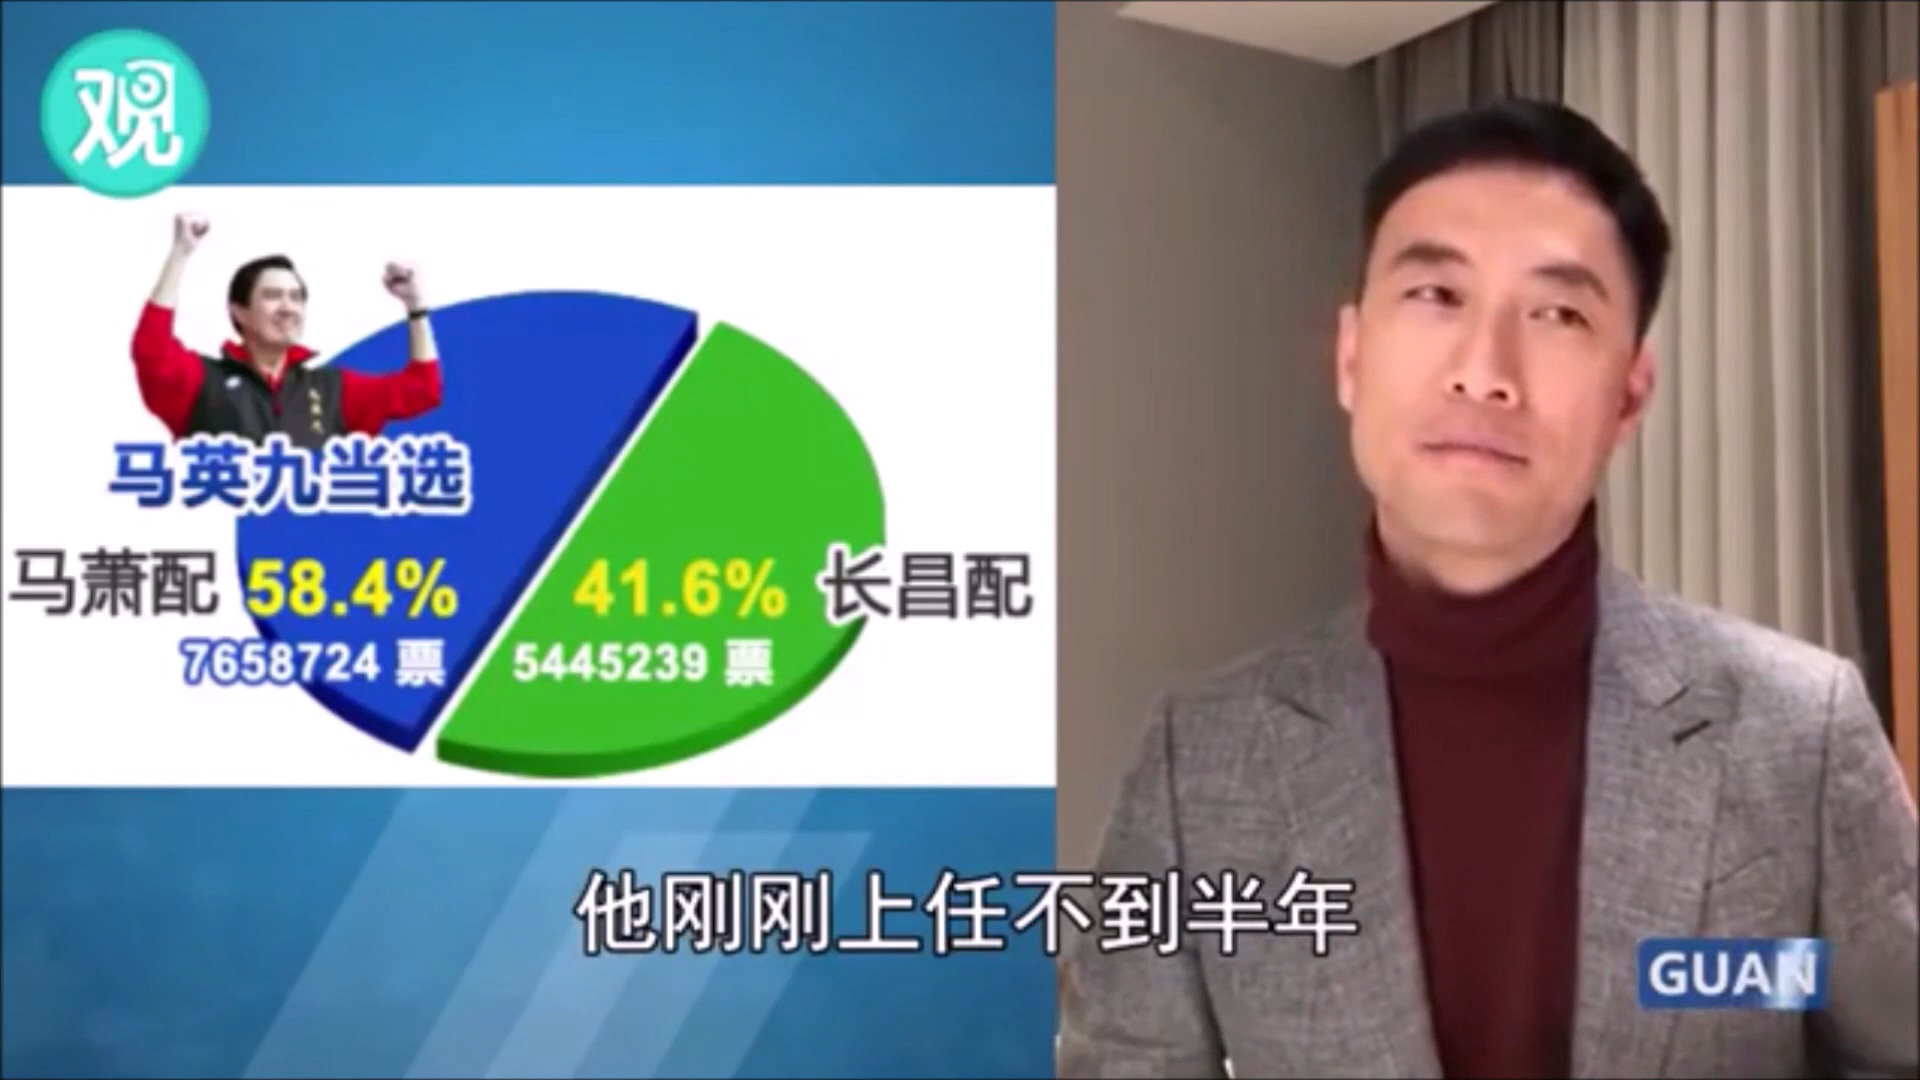 观
马英九当选
马萧配 58.4% 41.6% 长昌配
7658724 票 5445239 票
他刚刚上任不到半年
GUAN